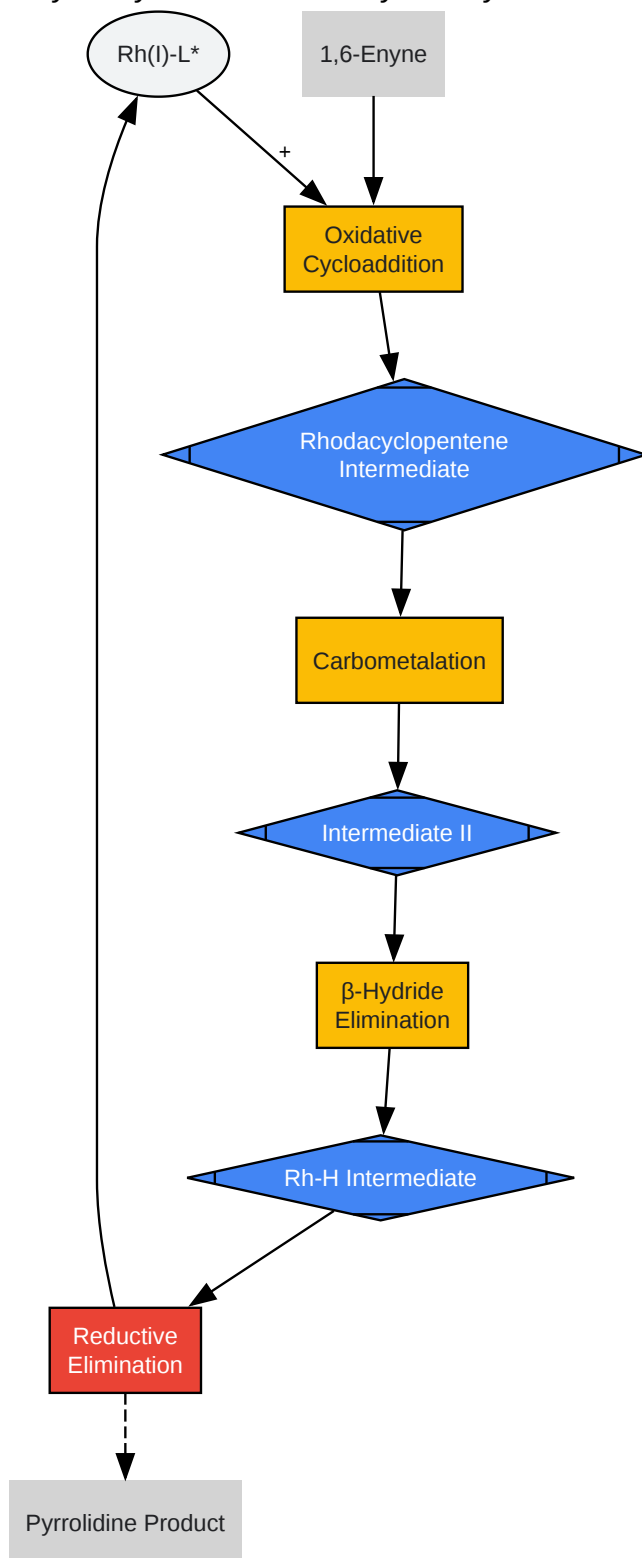 Rh(I)-L*
1,6-Enyne
+
Oxidative
Cycloaddition
Rhodacyclopentene
Intermediate
Carbometalation
Intermediate II
β-Hydride
Elimination
Rh-H Intermediate
Reductive
Elimination
Pyrrolidine Product